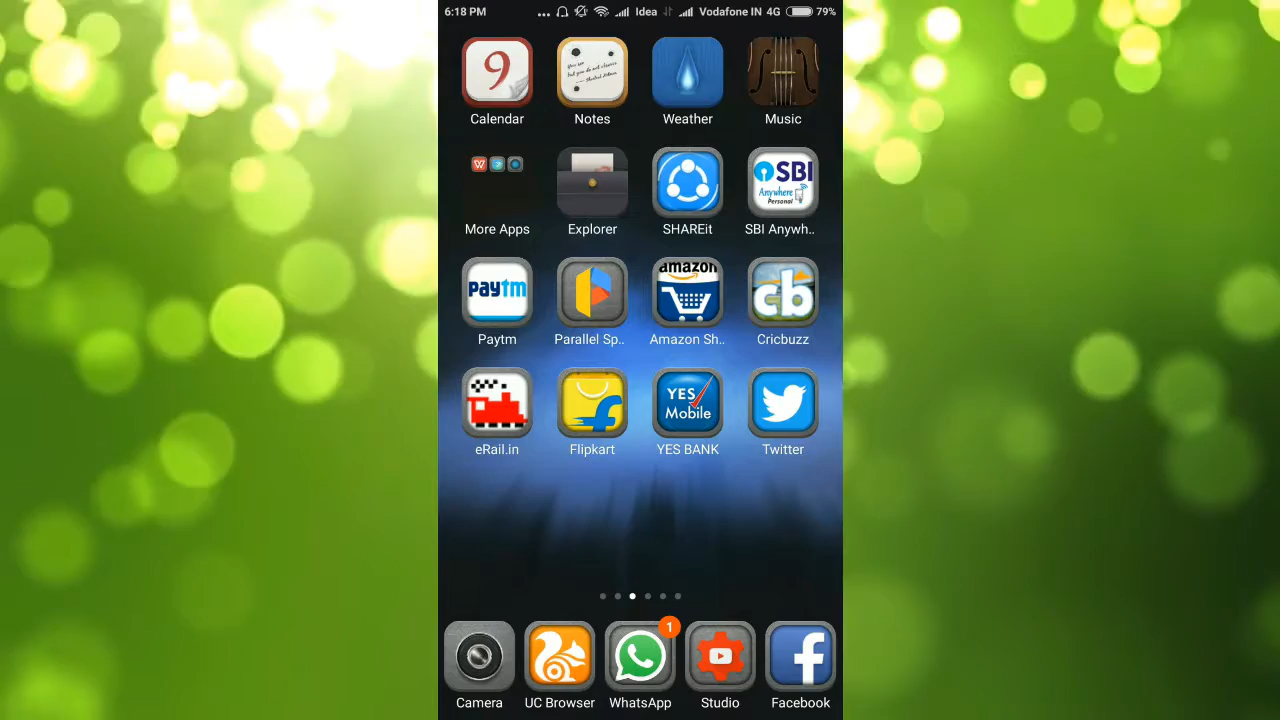 6:18 PM ... Idea Vodafone IN 4G 79%
9
Calendar Notes Weather Music
W
SBI
Anywhere
Personal
More Apps Explorer SHAREit SBI Anywh..
Paytm amazon cb
Paytm Parallel Sp.. Amazon Sh.. Cricbuzz
YES
Mobile
eRail.in Flipkart YES BANK Twitter
1
Camera UC Browser WhatsApp Studio Facebook